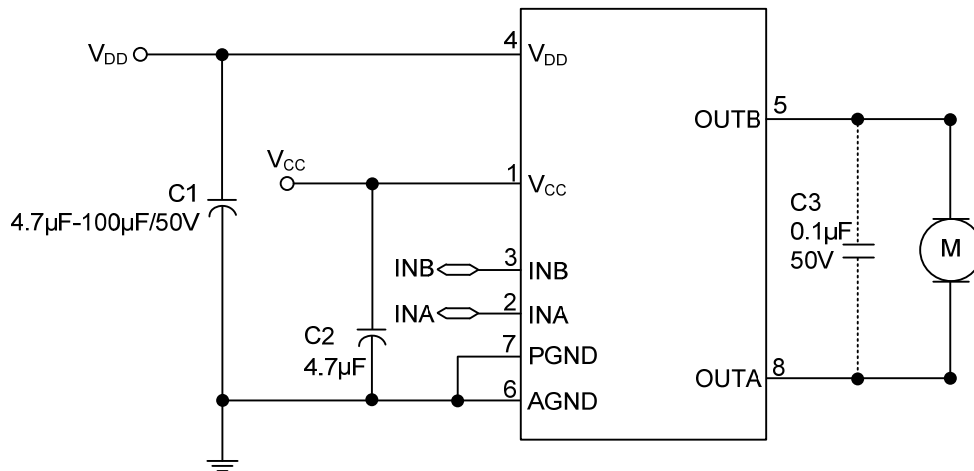 VDD
4
VDD
C1
4.7µF-100µF/50V
VCC
1
VCC
INB
3
INB
INA
2
INA
C2
4.7µF
7
PGND
6
AGND
OUTB
5
C3
0.1µF
50V
M
OUTA
8